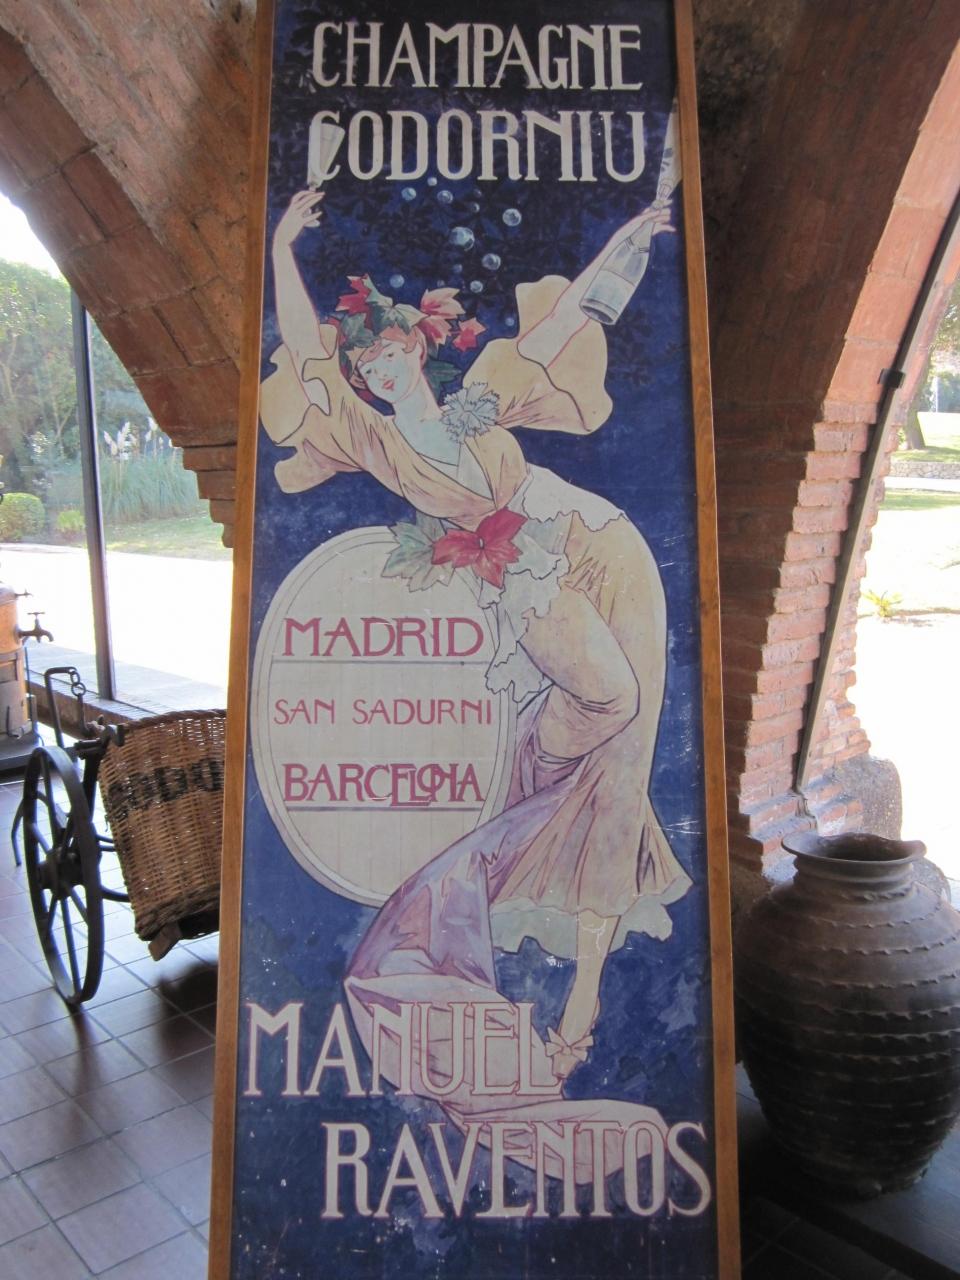 CHAMPAGNE
CODORNIU
MADRID
SAN SADURNI
BARCELONA
MANUEL
RAVENTOS